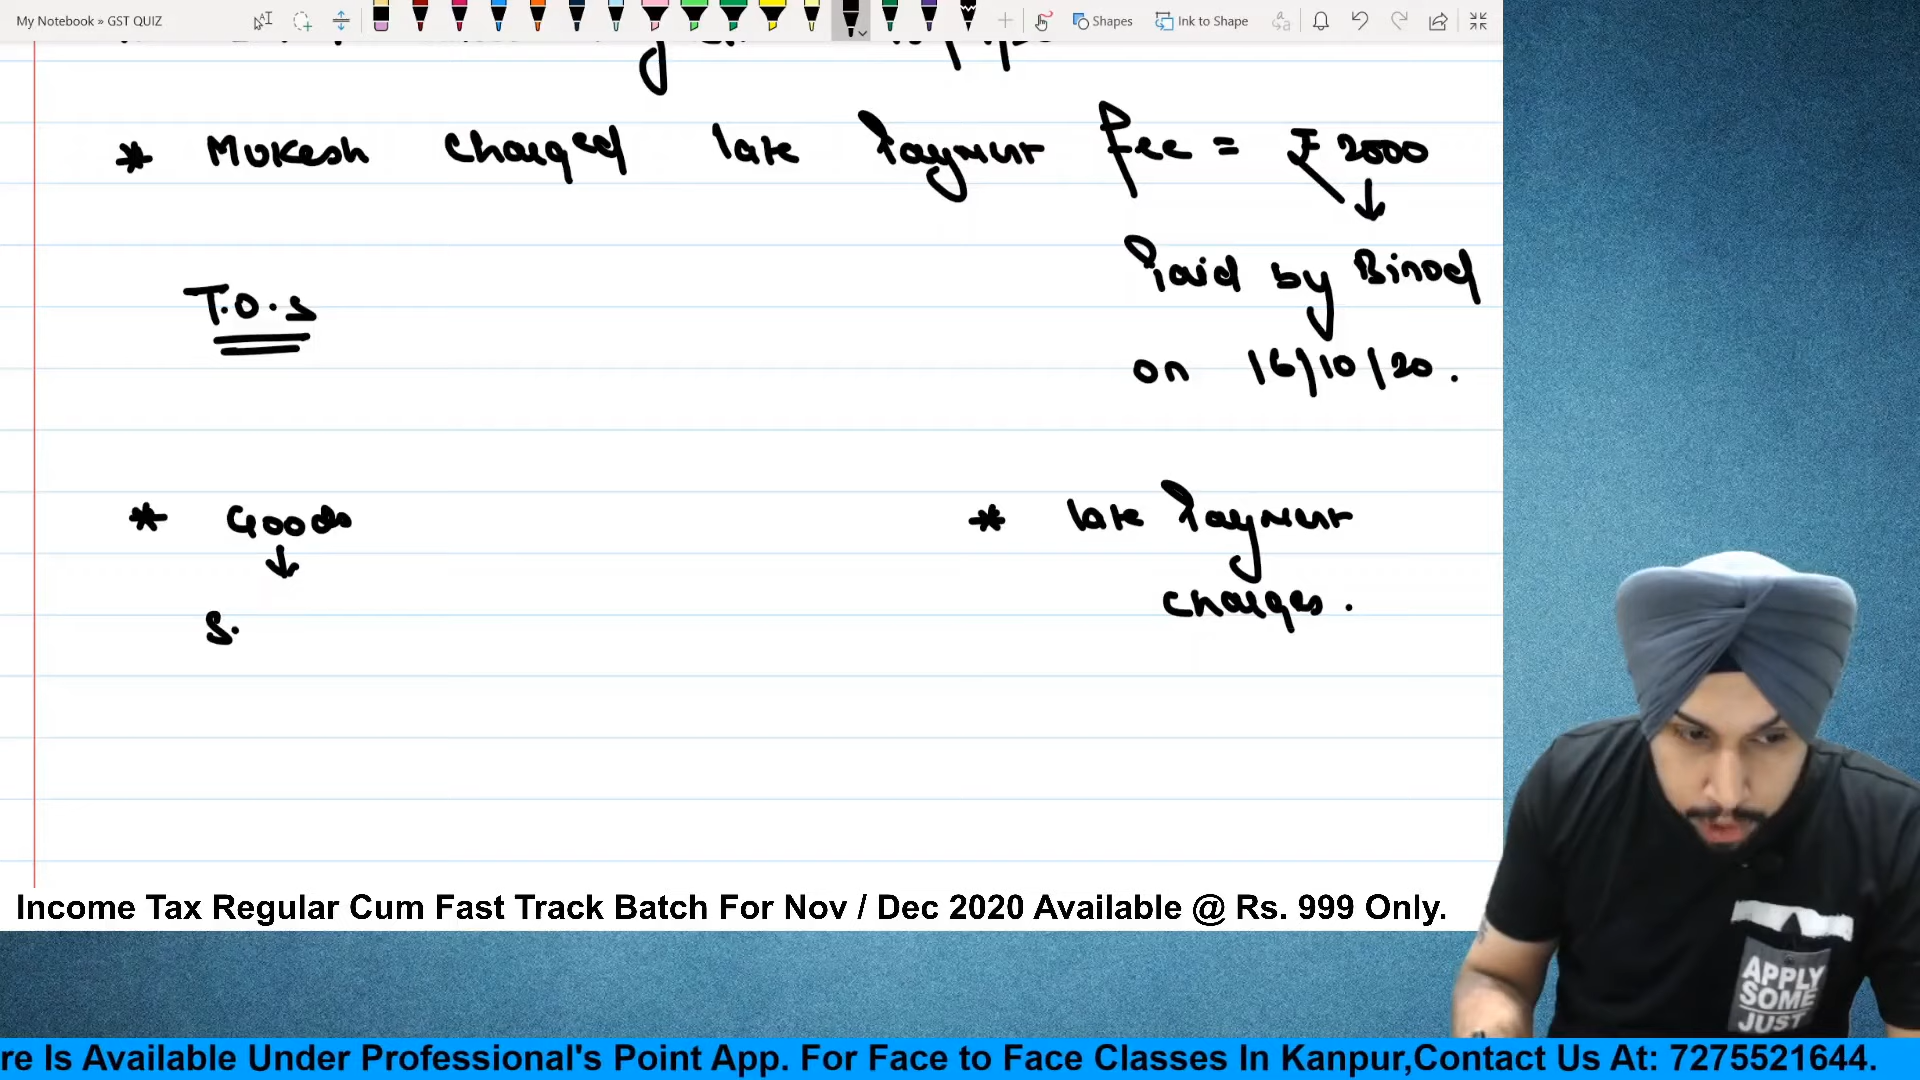 My Notebook » GST QUIZ
Shapes
Ink to Shape
* Mukesh charged late Payment fee = ₹ 2000
↓
Paid by Binod
on 16/10/20.
T.O.S
* Goods
↓
S.
* late Payment
charges.
APPLY
SOME
JUST
Income Tax Regular Cum Fast Track Batch For Nov / Dec 2020 Available @ Rs. 999 Only.
re Is Available Under Professional's Point App. For Face to Face Classes In Kanpur,Contact Us At: 7275521644.